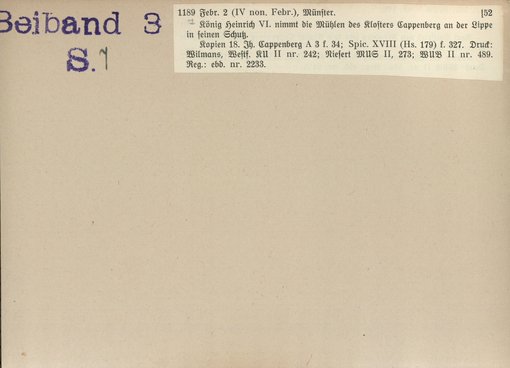 Beiband 3
S. 1
1189 Febr. 2 (IV non. Febr.), Münster. [52
König Heinrich VI. nimmt die Mühlen des Klosters Cappenberg an der Lippe
in seinen Schutz.
Kopien 18. Jh. Cappenberg A 3 f. 34; Spic. XVIII (Hs. 179) f. 327. Druck:
Wilmans, Westf. KU II nr. 242; Niesert MUS II, 273; WUB II nr. 489.
Reg.: ebd. nr. 2233.